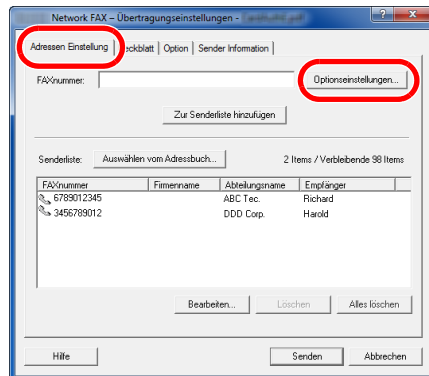 Network FAX – Übertragungseinstellungen -
Adressen Einstellung eckblatt Option Sender Information
FAXnummer: Optionseinstellungen...
Zur Senderliste hinzufügen
Senderliste: Auswählen vom Adressbuch... 2 Items / Verbleibende 98 Items
FAXnummer Firmenname Abteilungsname Empfänger
6789012345 ABC Tec. Richard
3456789012 DDD Corp. Harold
Bearbeiten... Löschen Alles löschen
Hilfe Senden Abbrechen